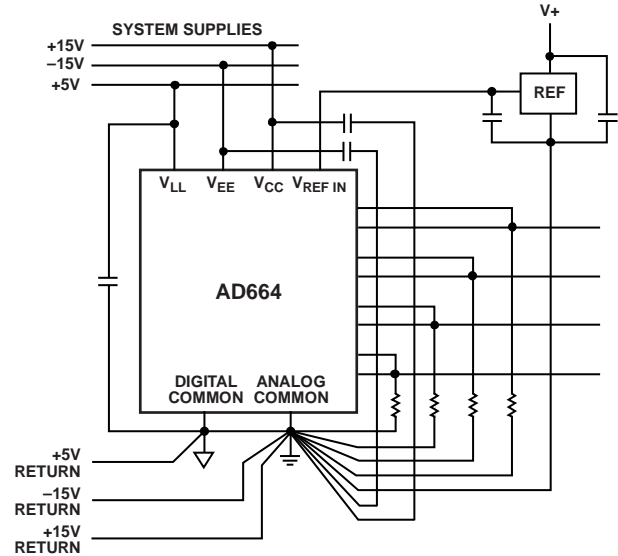 SYSTEM SUPPLIES
V+
+15V
–15V
+5V
REF
VLL
VEE
VCC
VREF IN
AD664
DIGITAL
COMMON
ANALOG
COMMON
+5V
RETURN
–15V
RETURN
+15V
RETURN